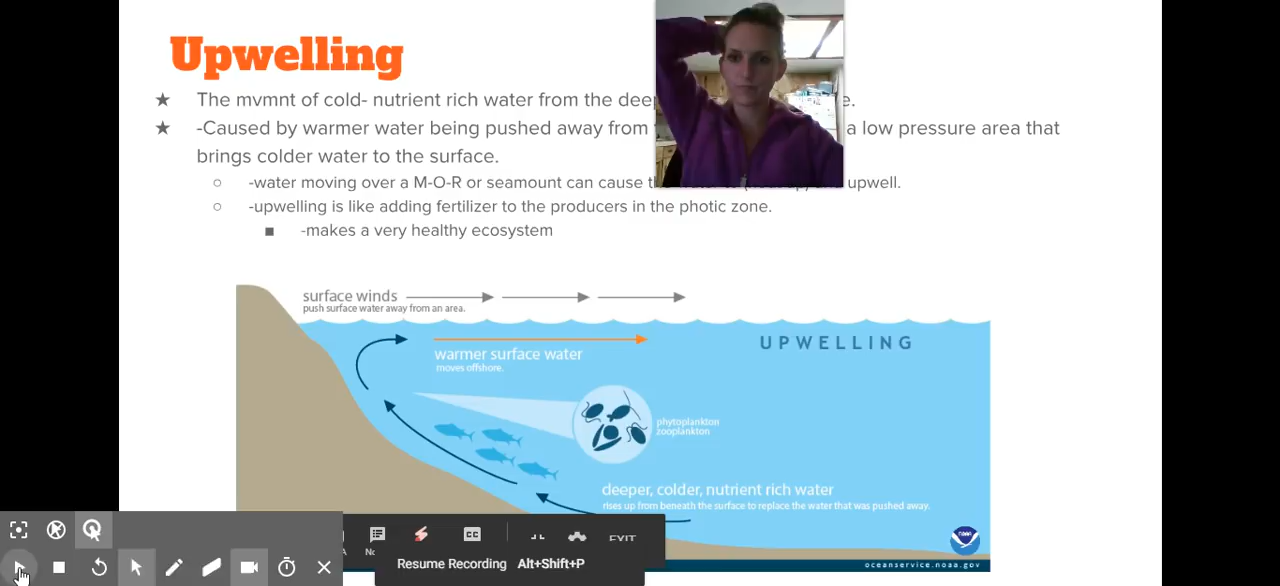 Upwelling
★ The mvmnt of cold- nutrient rich water from the deep e.
★ -Caused by warmer water being pushed away from a low pressure area that
brings colder water to the surface.
○ -water moving over a M-O-R or seamount can cause upwell.
○ -upwelling is like adding fertilizer to the producers in the photic zone.
■ -makes a very healthy ecosystem
surface winds
push surface water away from an area.
UPWELLING
warmer surface water
moves offshore.
phytoplankton
zooplankton
deeper, colder, nutrient rich water
rises up from beneath the surface to replace the water that was pushed away.
NOAA
CC
EXIT
Resume Recording Alt+Shift+P
oceanservice.noaa.gov